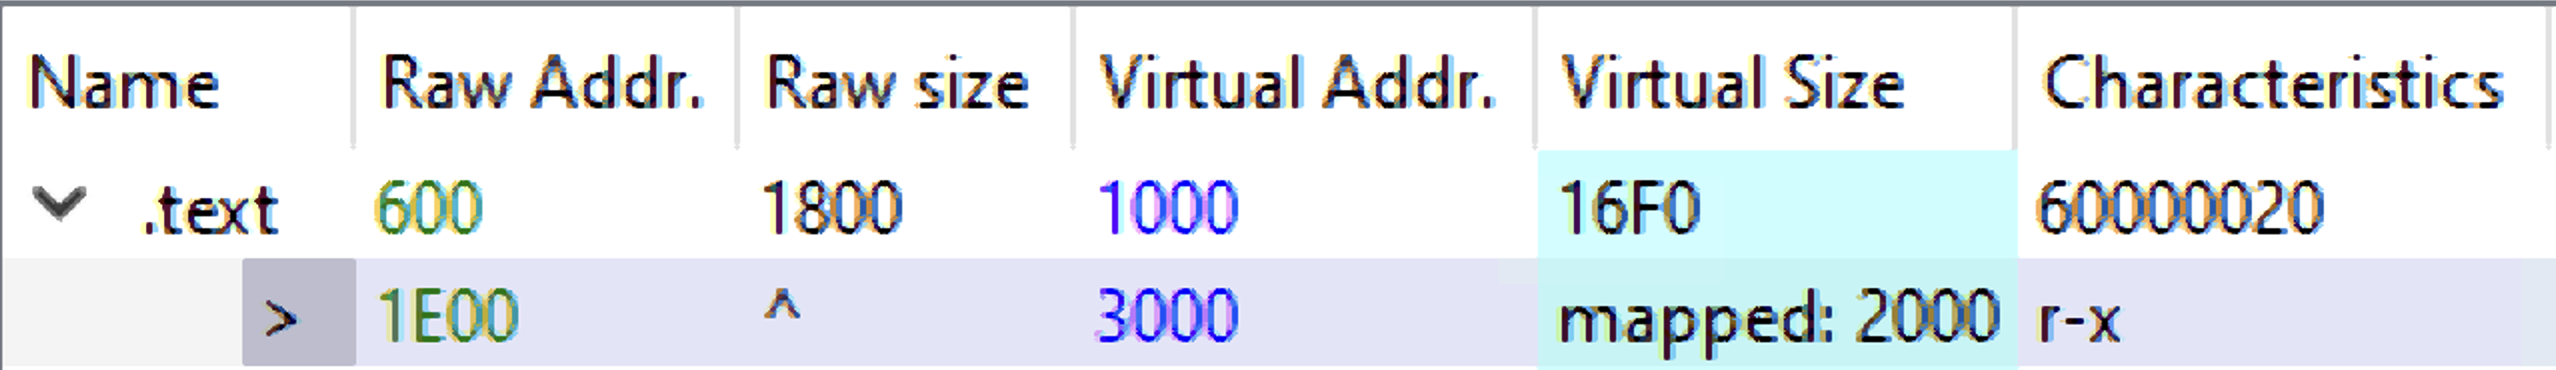 Name Raw Addr. Raw size Virtual Addr. Virtual Size Characteristics
.text 600 1800 1000 16F0 60000020
> 1E00 ^ 3000 mapped: 2000 r-x